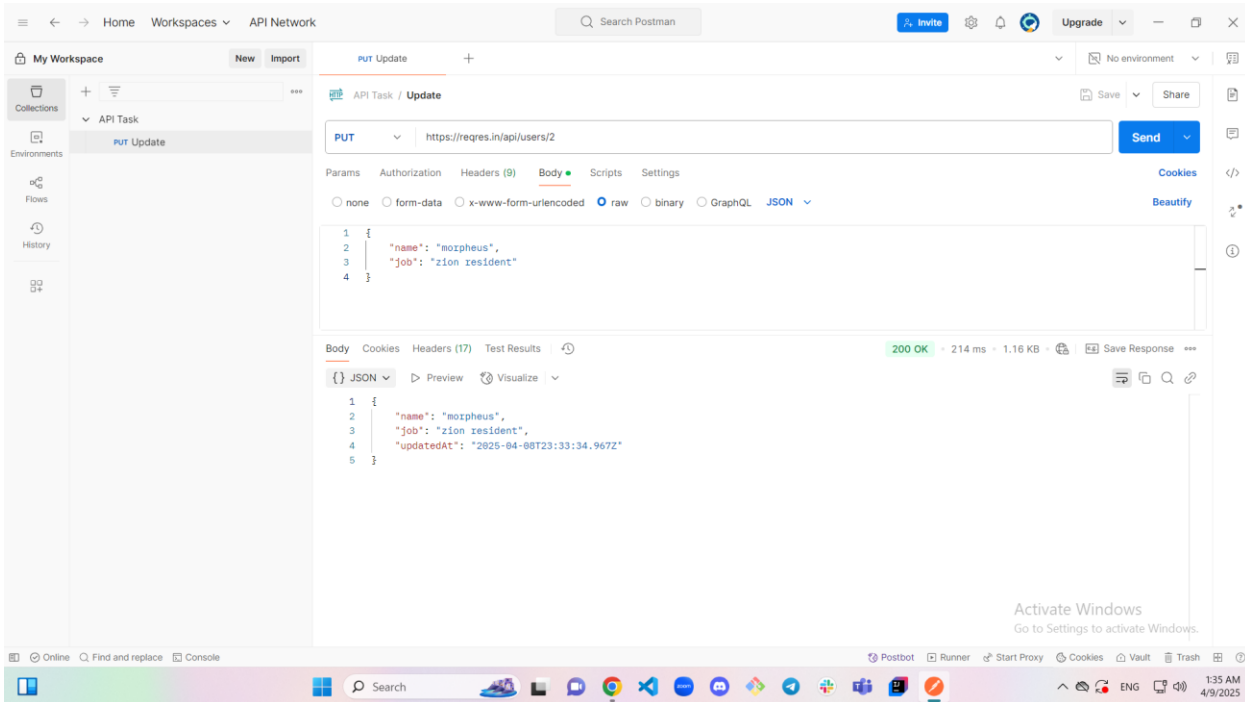 Home Workspaces API Network Search Postman Invite Upgrade
My Workspace New Import PUT Update No environment
Collections
API Task / Update Save Share
API Task
PUT Update
PUT https://reqres.in/api/users/2 Send
Environments
Params Authorization Headers (9) Body Scripts Settings Cookies
Flows
none form-data x-www-form-urlencoded raw binary GraphQL JSON Beautify
History
1 {
2 "name": "morpheus",
3 "job": "zion resident"
4 }
Body Cookies Headers (17) Test Results 200 OK 214 ms 1.16 KB Save Response
{} JSON Preview Visualize
1 {
2 "name": "morpheus",
3 "job": "zion resident",
4 "updatedAt": "2025-04-08T23:33:34.967Z"
5 }
Activate Windows
Go to Settings to activate Windows.
Online Find and replace Console Postbot Runner Start Proxy Cookies Vault Trash
Search zoom ENG 1:35 AM
4/9/2025